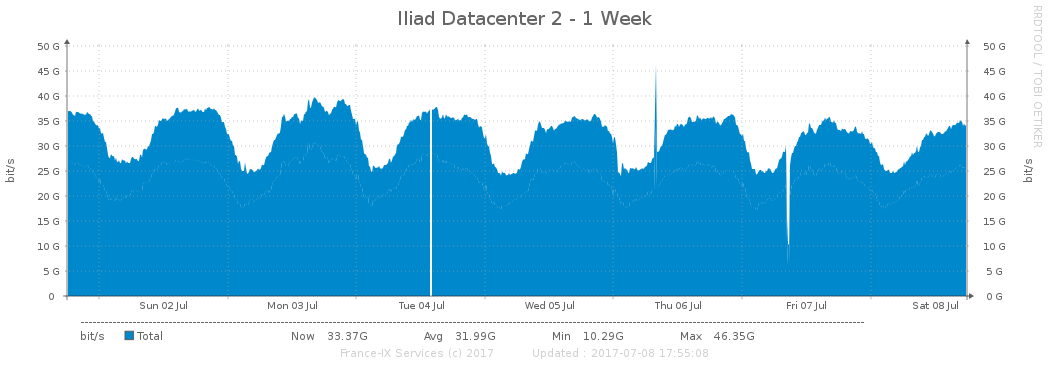 Iliad Datacenter 2 - 1 Week
RRDTOOL / TOBI OETIKER
bit/s
50 G 50 G
45 G 45 G
40 G 40 G
35 G 35 G
30 G 30 G
25 G 25 G
20 G 20 G
15 G 15 G
10 G 10 G
5 G 5 G
0 0 G
bit/s
Sun 02 Jul Mon 03 Jul Tue 04 Jul Wed 05 Jul Thu 06 Jul Fri 07 Jul Sat 08 Jul
bit/s Total Now 33.37G Avg 31.99G Min 10.29G Max 46.35G
France-IX Services (c) 2017 Updated : 2017-07-08 17:55:08